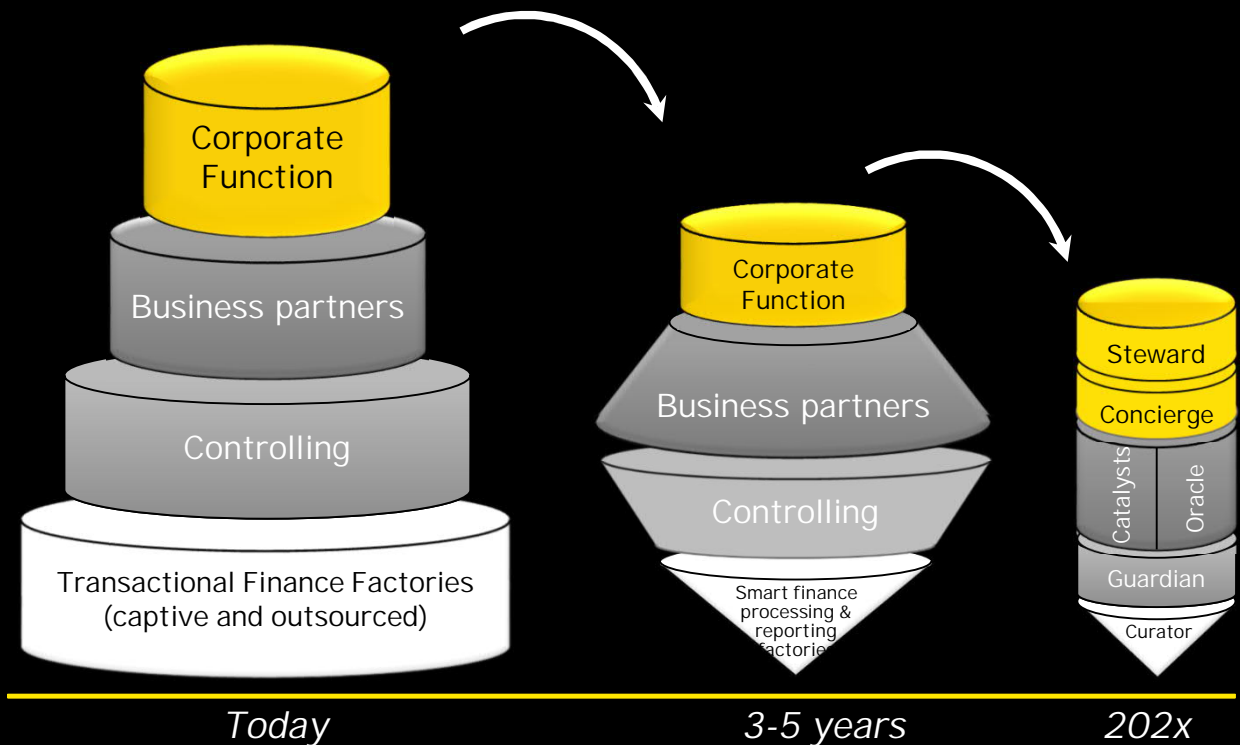 Corporate
Function
Business partners
Controlling
Transactional Finance Factories
(captive and outsourced)
Corporate
Function
Business partners
Controlling
Smart finance
processing &
reporting
factories
Steward
Concierge
Catalysts
Oracle
Guardian
Curator
Today
3-5 years
202x